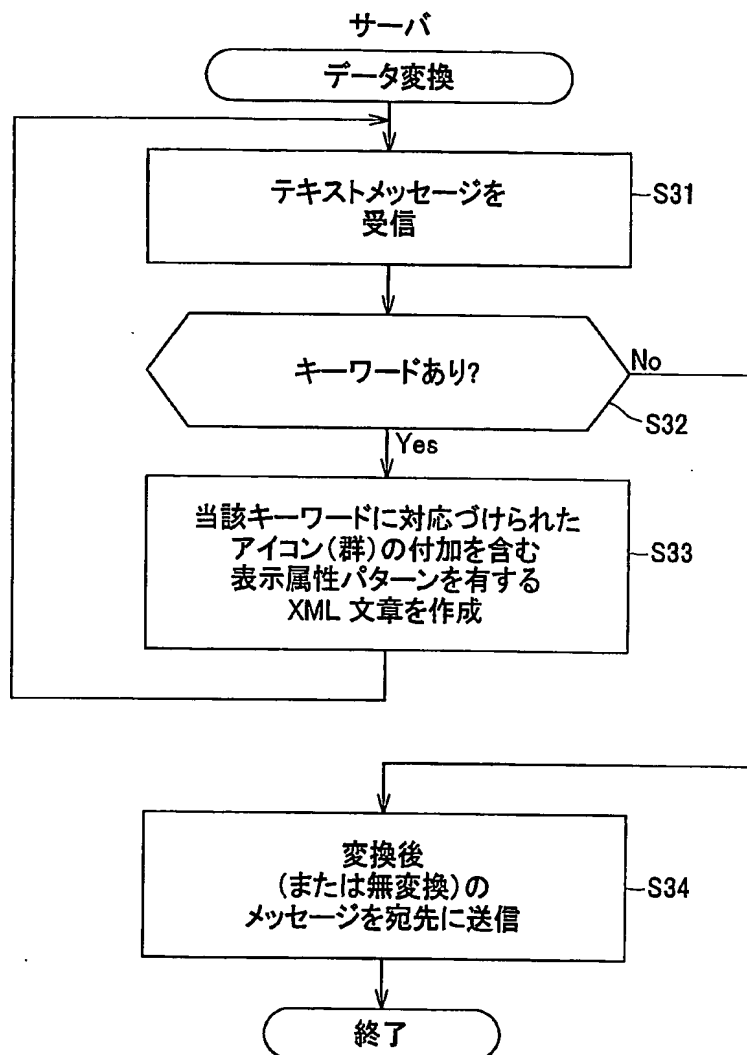 サーバ
データ変換
テキストメッセージを
受信
S31
キーワードあり?
No
S32
Yes
当該キーワードに対応づけられた
アイコン(群)の付加を含む
表示属性パターンを有する
XML 文章を作成
S33
変換後
(または無変換)の
メッセージを宛先に送信
S34
終了